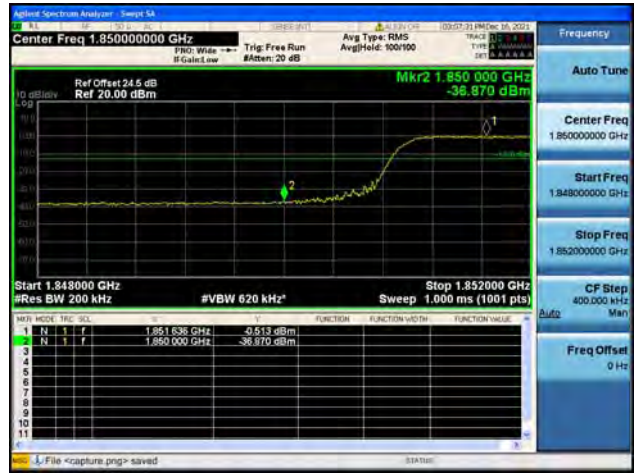 Agilent Spectrum Analyzer - Swept SA
Center Freq 1.850000000 GHz
PNO: Wide
IFGain:Low
Trig: Free Run
#Atten: 20 dB
Avg Type: RMS
Avg|Hold: 100/100
03:07:31 PM Dec 16, 2021
TRACE
TYPE
DET
Ref Offset 24.5 dB
Ref 20.00 dBm
10 dB/div
Log
Mkr2 1.850 000 GHz
-36.870 dBm
1
2
Start 1.848000 GHz
Stop 1.852000 GHz
#Res BW 200 kHz
#VBW 620 kHz*
Sweep 1.000 ms (1001 pts)
MKR MODE TRC SCL X Y FUNCTION FUNCTION WIDTH FUNCTION VALUE
1 N 1 f 1.851 636 GHz -0.513 dBm
2 N 1 f 1.850 000 GHz -36.870 dBm
3
4
5
6
7
8
9
10
11
MSG File <capture.png> saved
STATUS
Frequency
Auto Tune
Center Freq
1.850000000 GHz
Start Freq
1.848000000 GHz
Stop Freq
1.852000000 GHz
CF Step
400.000 kHz
Auto Man
Freq Offset
0 Hz